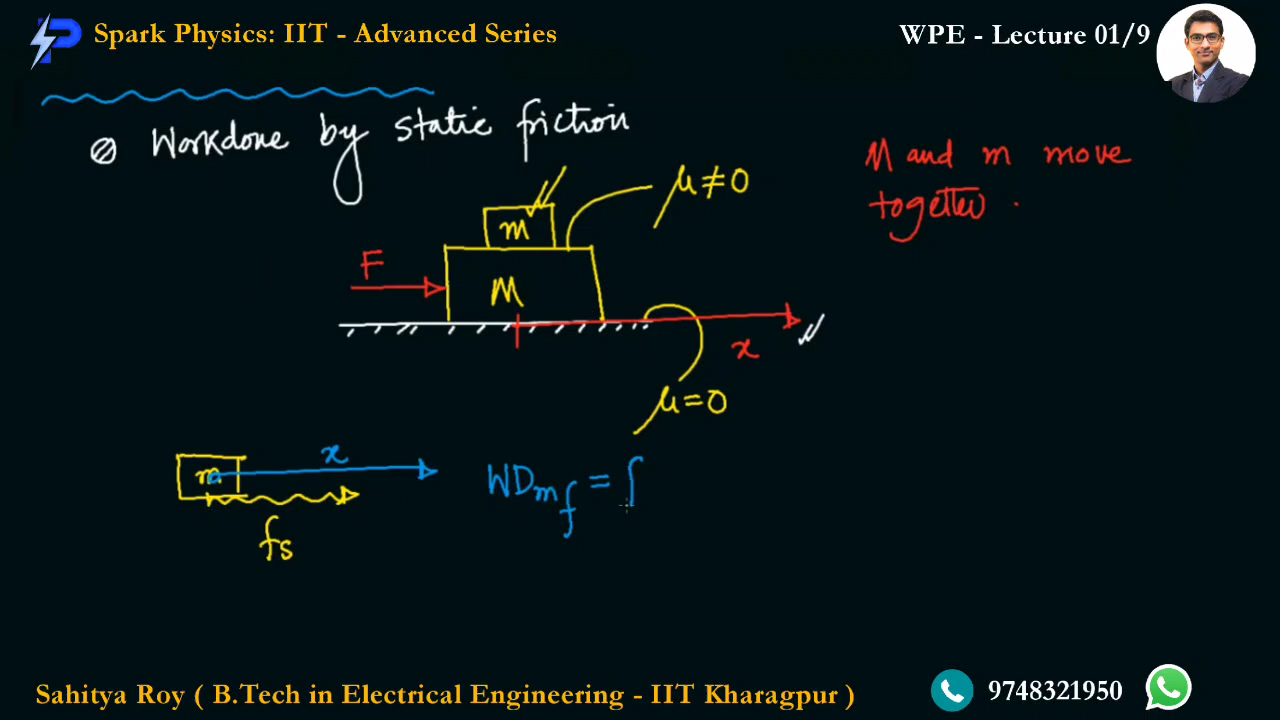 Spark Physics: IIT - Advanced Series
WPE - Lecture 01/9
Workdone by static friction
M and m move
together.
μ≠0
m
F
M
x
μ=0
m
x
fs
WDmf = ∫
Sahitya Roy ( B.Tech in Electrical Engineering - IIT Kharagpur )
9748321950